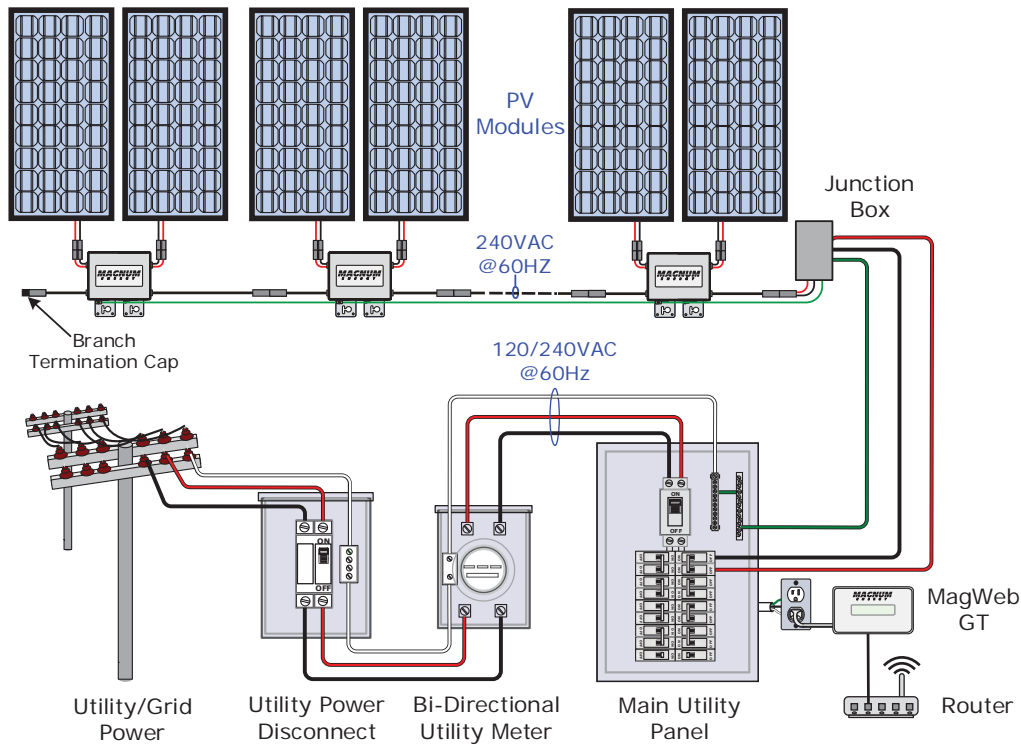 PV
Modules
Junction
Box
MAGNUM
MAGNUM
MAGNUM
240VAC
@60HZ
Branch
Termination Cap
120/240VAC
@60Hz
ON
OFF
ON
OFF
MAGNUM
MagWeb
GT
Router
Utility/Grid
Power
Utility Power
Disconnect
Bi-Directional
Utility Meter
Main Utility
Panel